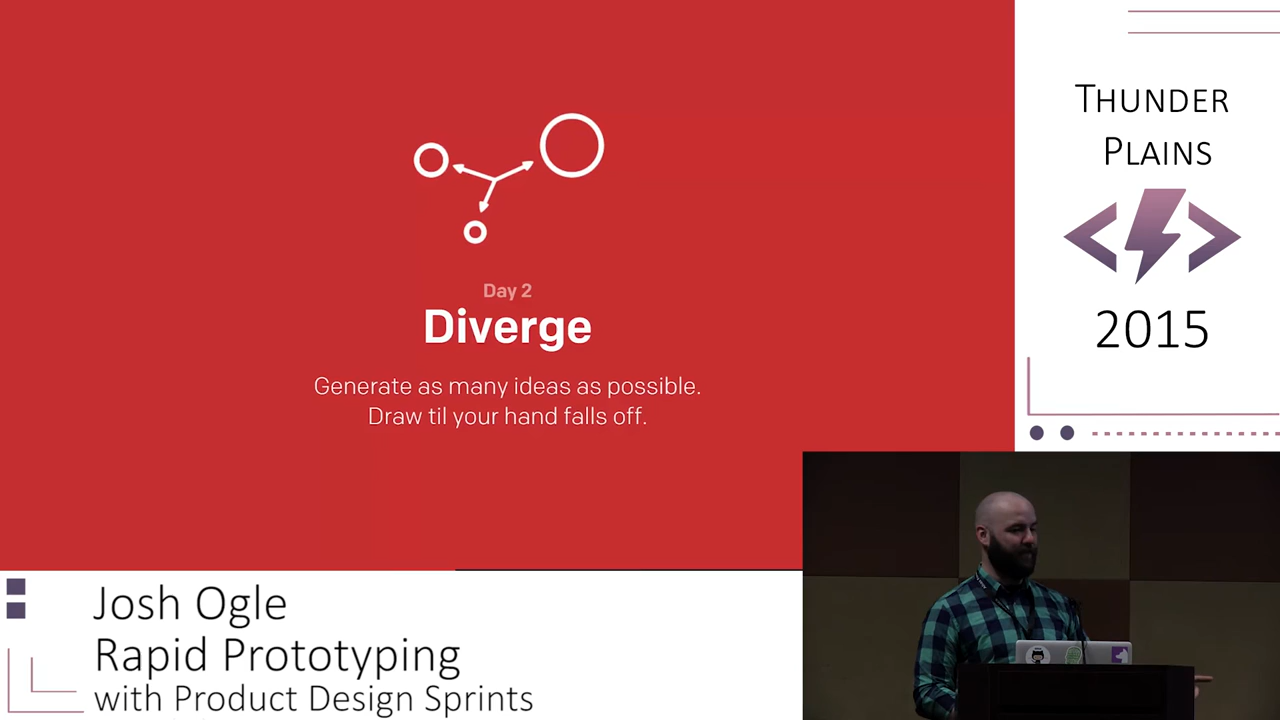 Day 2
Diverge
Generate as many ideas as possible.
Draw til your hand falls off.
THUNDER
PLAINS
2015
Josh Ogle
Rapid Prototyping
with Product Design Sprints